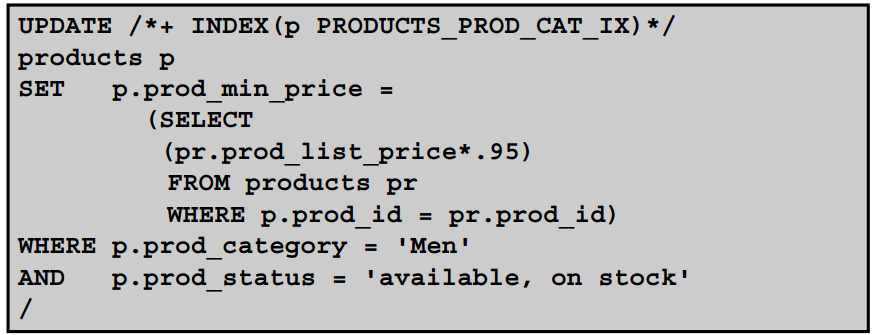 UPDATE /*+ INDEX(p PRODUCTS_PROD_CAT_IX)*/
products p
SET   p.prod_min_price =
        (SELECT
         (pr.prod_list_price*.95)
         FROM products pr
         WHERE p.prod_id = pr.prod_id)
WHERE p.prod_category = 'Men'
AND   p.prod_status = 'available, on stock'
/